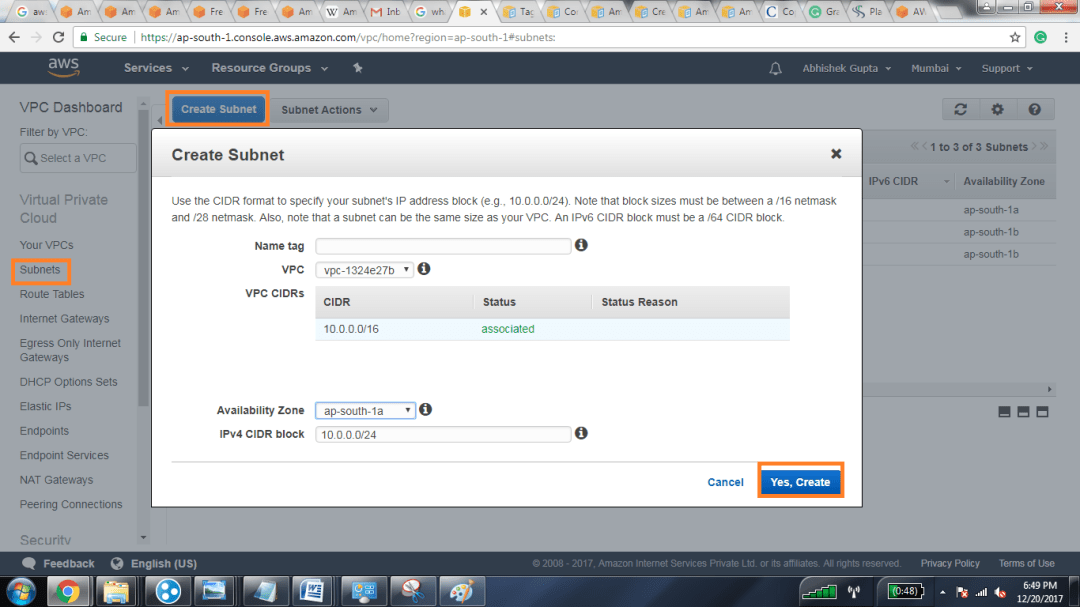 aw
Am
Am
Am
Fre
Fre
Am
Am
Inb
wh
Tag
Co
An
Cre
Am
Am
Co
Gra
Pla
AW
Secure
https://ap-south-1.console.aws.amazon.com/vpc/home?region=ap-south-1#subnets:
aws
Services
Resource Groups
Abhishek Gupta
Mumbai
Support
VPC Dashboard
Filter by VPC:
Select a VPC
Virtual Private
Cloud
Your VPCs
Subnets
Route Tables
Internet Gateways
Egress Only Internet
Gateways
DHCP Options Sets
Elastic IPs
Endpoints
Endpoint Services
NAT Gateways
Peering Connections
Security
Create Subnet
Subnet Actions
1 to 3 of 3 Subnets
IPv6 CIDR
Availability Zone
ap-south-1a
ap-south-1b
ap-south-1b
Create Subnet
Use the CIDR format to specify your subnet's IP address block (e.g., 10.0.0.0/24). Note that block sizes must be between a /16 netmask
and /28 netmask. Also, note that a subnet can be the same size as your VPC. An IPv6 CIDR block must be a /64 CIDR block.
Name tag
VPC
vpc-1324e27b
VPC CIDRs
CIDR
Status
Status Reason
10.0.0.0/16
associated
Availability Zone
ap-south-1a
IPv4 CIDR block
10.0.0.0/24
Cancel
Yes, Create
Feedback
English (US)
© 2008 - 2017, Amazon Internet Services Private Ltd. or its affiliates. All rights reserved.
Privacy Policy
Terms of Use
(0:48)
6:49 PM
12/20/2017